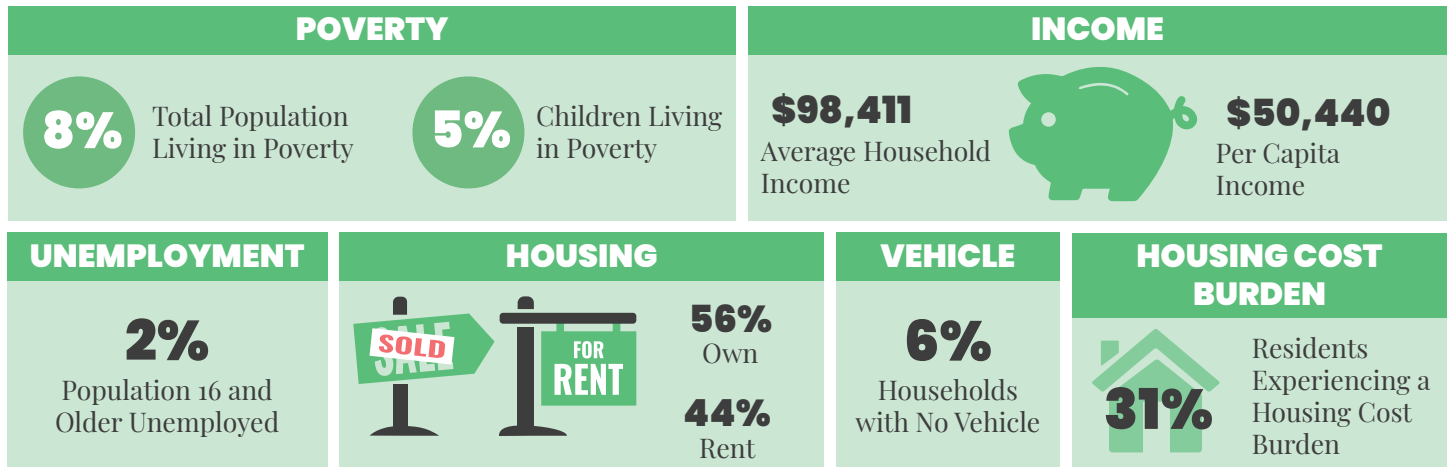 POVERTY
8%
Total Population
Living in Poverty
5%
Children Living
in Poverty
INCOME
$98,411
Average Household
Income
$50,440
Per Capita
Income
UNEMPLOYMENT
2%
Population 16 and
Older Unemployed
HOUSING
SALE
SOLD
FOR
RENT
56%
Own
44%
Rent
VEHICLE
6%
Households
with No Vehicle
HOUSING COST
BURDEN
31%
Residents
Experiencing a
Housing Cost
Burden